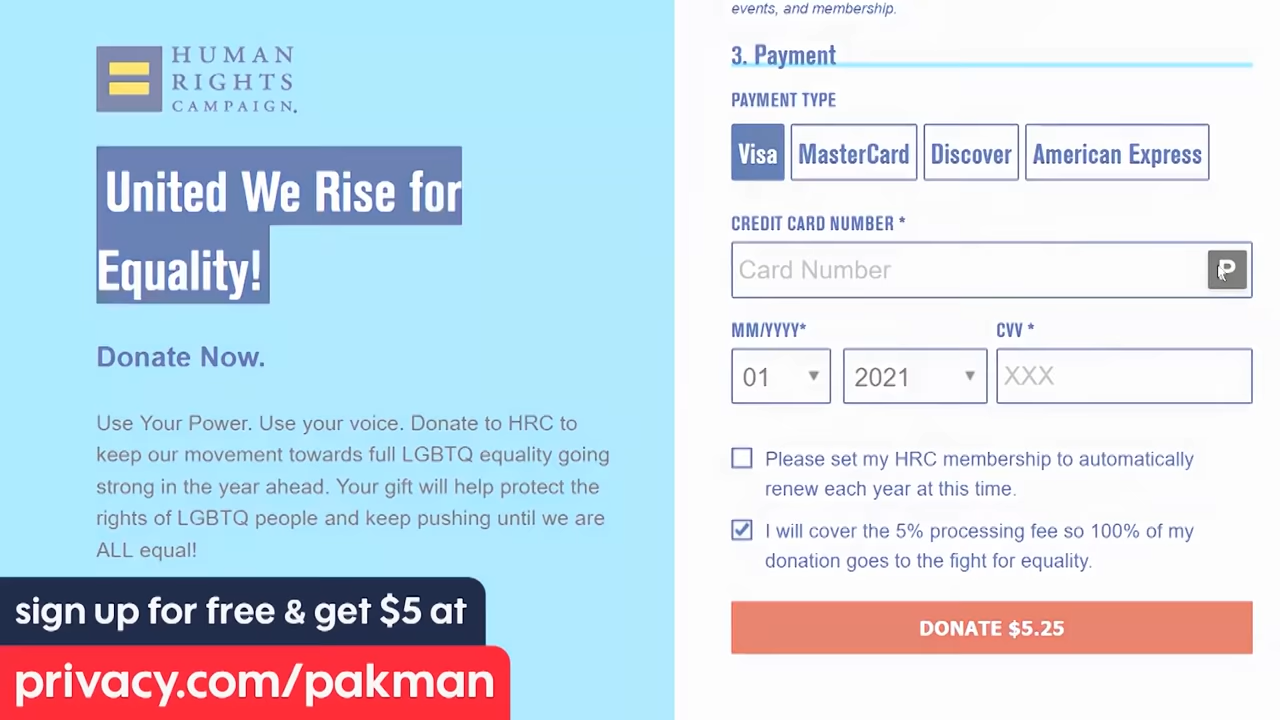 HUMAN
RIGHTS
CAMPAIGN.
United We Rise for
Equality!
Donate Now.
Use Your Power. Use your voice. Donate to HRC to
keep our movement towards full LGBTQ equality going
strong in the year ahead. Your gift will help protect the
rights of LGBTQ people and keep pushing until we are
ALL equal!
sign up for free & get $5 at
privacy.com/pakman
events, and membership.
3. Payment
PAYMENT TYPE
Visa MasterCard Discover American Express
CREDIT CARD NUMBER *
Card Number P
MM/YYYY* CVV *
01 2021 XXX
Please set my HRC membership to automatically
renew each year at this time.
I will cover the 5% processing fee so 100% of my
donation goes to the fight for equality.
DONATE $5.25